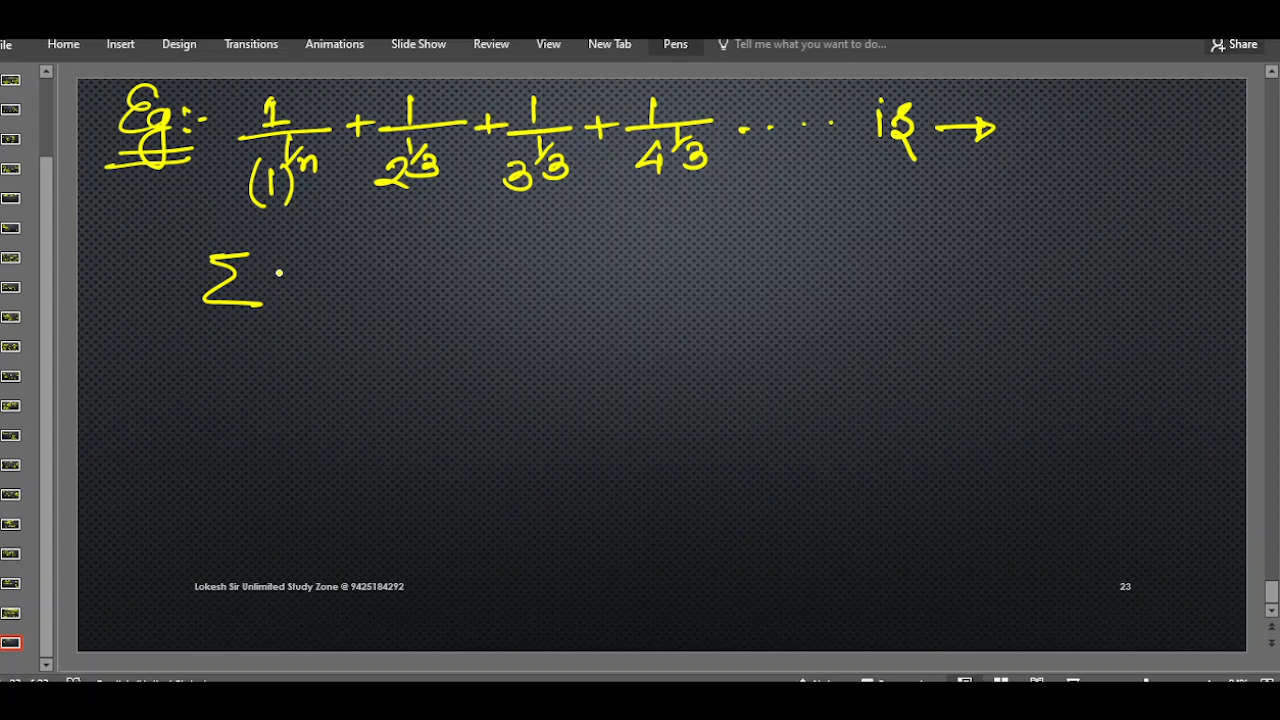 File Home Insert Design Transitions Animations Slide Show Review View New Tab Pens Tell me what you want to do... Share
Eg:- 1/(1)^1/n + 1/2^1/3 + 1/3^1/3 + 1/4^1/3 ..... is →
Σ
Lokesh Sir Unlimited Study Zone @ 9425184292 23